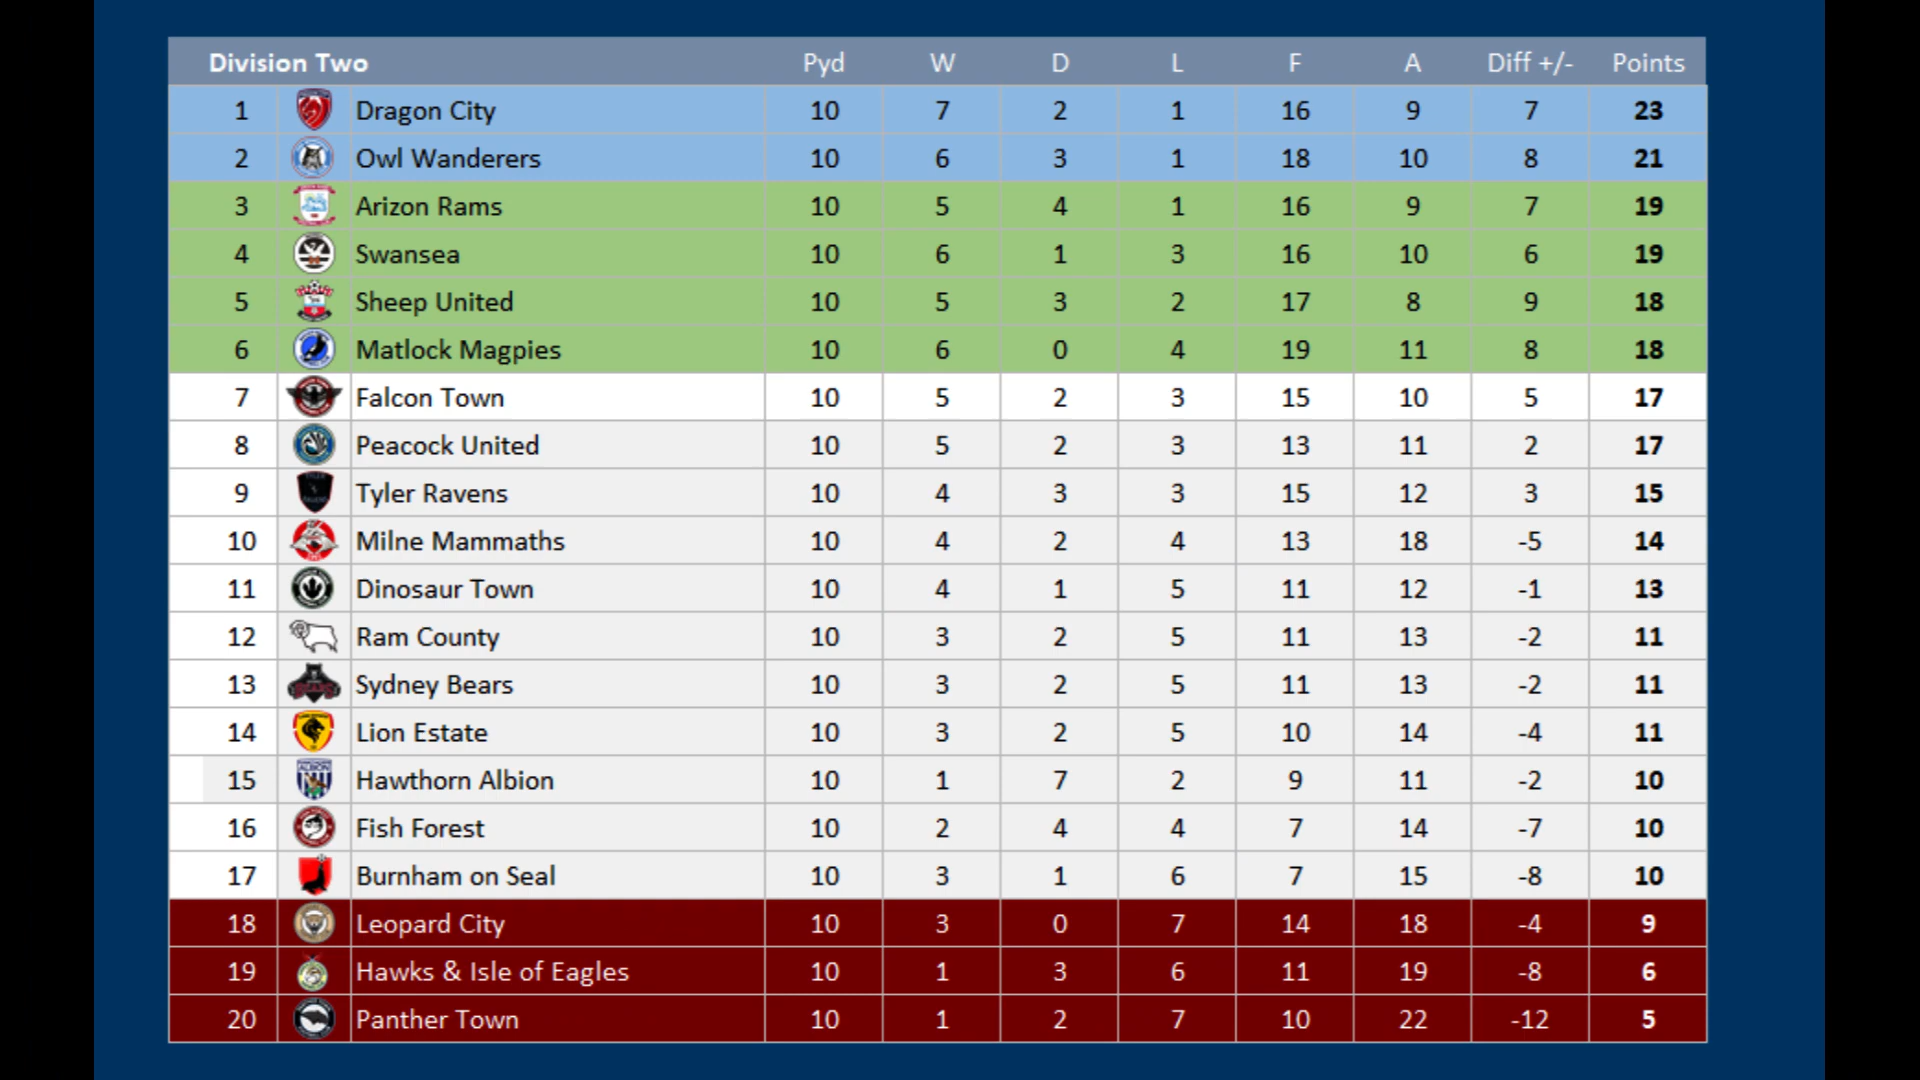 Division Two Pyd W D L F A Diff +/- Points
1 Dragon City 10 7 2 1 16 9 7 23
2 Owl Wanderers 10 6 3 1 18 10 8 21
3 Arizon Rams 10 5 4 1 16 9 7 19
4 Swansea 10 6 1 3 16 10 6 19
5 Sheep United 10 5 3 2 17 8 9 18
6 Matlock Magpies 10 6 0 4 19 11 8 18
7 Falcon Town 10 5 2 3 15 10 5 17
8 Peacock United 10 5 2 3 13 11 2 17
9 Tyler Ravens 10 4 3 3 15 12 3 15
10 Milne Mammaths 10 4 2 4 13 18 -5 14
11 Dinosaur Town 10 4 1 5 11 12 -1 13
12 Ram County 10 3 2 5 11 13 -2 11
13 Sydney Bears 10 3 2 5 11 13 -2 11
14 Lion Estate 10 3 2 5 10 14 -4 11
15 Hawthorn Albion 10 1 7 2 9 11 -2 10
16 Fish Forest 10 2 4 4 7 14 -7 10
17 Burnham on Seal 10 3 1 6 7 15 -8 10
18 Leopard City 10 3 0 7 14 18 -4 9
19 Hawks & Isle of Eagles 10 1 3 6 11 19 -8 6
20 Panther Town 10 1 2 7 10 22 -12 5